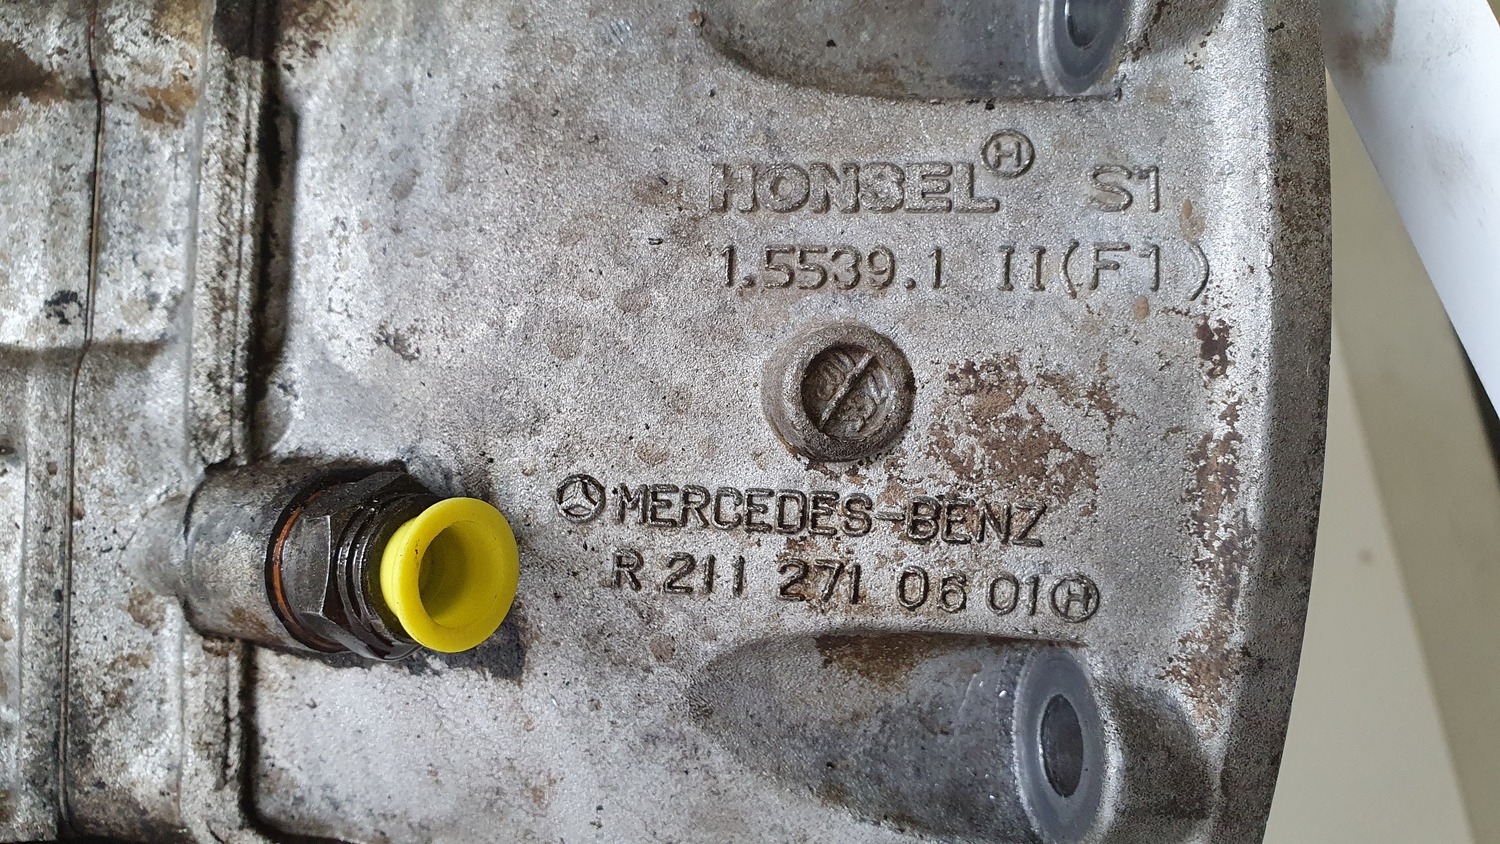 HONSEL H S1
1.5539.1 II(F1)
MERCEDES-BENZ
R 211 271 06 01 H